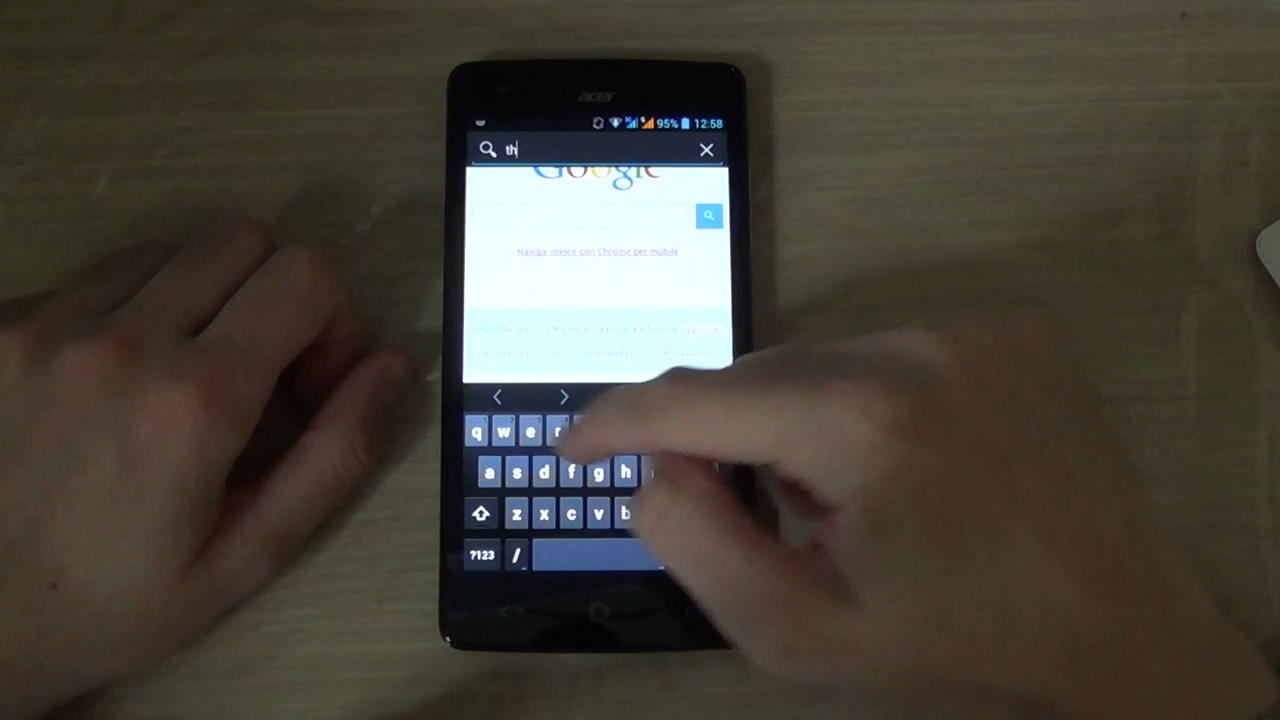 acer
95% 12:58
th
Google
Naviga veloce con Chrome per mobile
q w e r
a s d f g h
z x c v b
?123 /